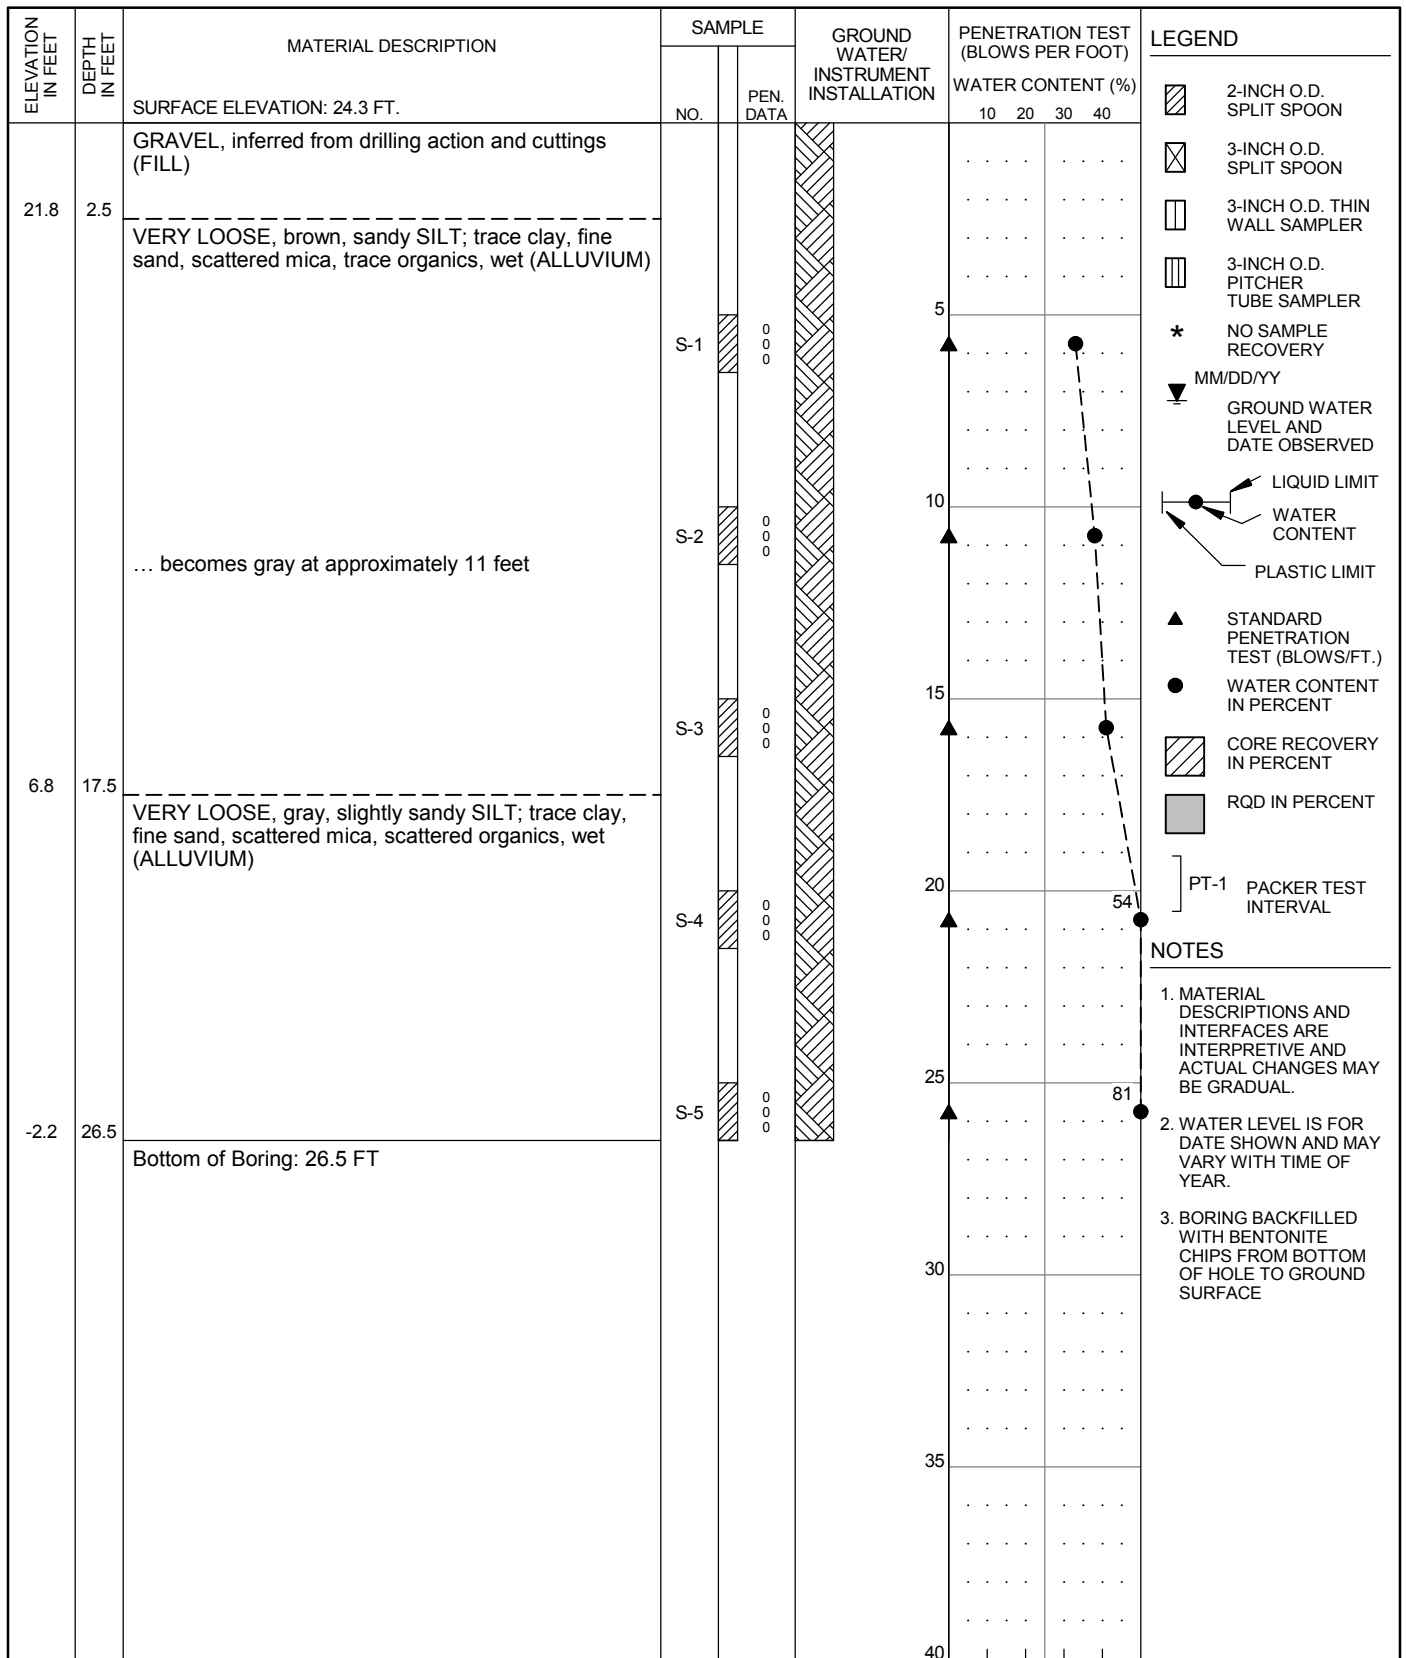 ELEVATION
IN FEET
DEPTH
IN FEET
MATERIAL DESCRIPTION
SURFACE ELEVATION: 24.3 FT.
SAMPLE
NO.
PEN.
DATA
GROUND
WATER/
INSTRUMENT
INSTALLATION
PENETRATION TEST
(BLOWS PER FOOT)
WATER CONTENT (%)
10 20 30 40
GRAVEL, inferred from drilling action and cuttings
(FILL)
21.8 2.5
VERY LOOSE, brown, sandy SILT; trace clay, fine
sand, scattered mica, trace organics, wet (ALLUVIUM)
5
S-1
0
0
0
10
S-2
0
0
0
... becomes gray at approximately 11 feet
15
S-3
0
0
0
6.8 17.5
VERY LOOSE, gray, slightly sandy SILT; trace clay,
fine sand, scattered mica, scattered organics, wet
(ALLUVIUM)
20
54
S-4
0
0
0
25
81
S-5
0
0
0
-2.2 26.5
Bottom of Boring: 26.5 FT
30
35
40
LEGEND
2-INCH O.D.
SPLIT SPOON
3-INCH O.D.
SPLIT SPOON
3-INCH O.D. THIN
WALL SAMPLER
3-INCH O.D.
PITCHER
TUBE SAMPLER
* NO SAMPLE
RECOVERY
MM/DD/YY
GROUND WATER
LEVEL AND
DATE OBSERVED
LIQUID LIMIT
WATER
CONTENT
PLASTIC LIMIT
STANDARD
PENETRATION
TEST (BLOWS/FT.)
WATER CONTENT
IN PERCENT
CORE RECOVERY
IN PERCENT
RQD IN PERCENT
PT-1 PACKER TEST
INTERVAL
NOTES
1. MATERIAL
DESCRIPTIONS AND
INTERFACES ARE
INTERPRETIVE AND
ACTUAL CHANGES MAY
BE GRADUAL.
2. WATER LEVEL IS FOR
DATE SHOWN AND MAY
VARY WITH TIME OF
YEAR.
3. BORING BACKFILLED
WITH BENTONITE
CHIPS FROM BOTTOM
OF HOLE TO GROUND
SURFACE